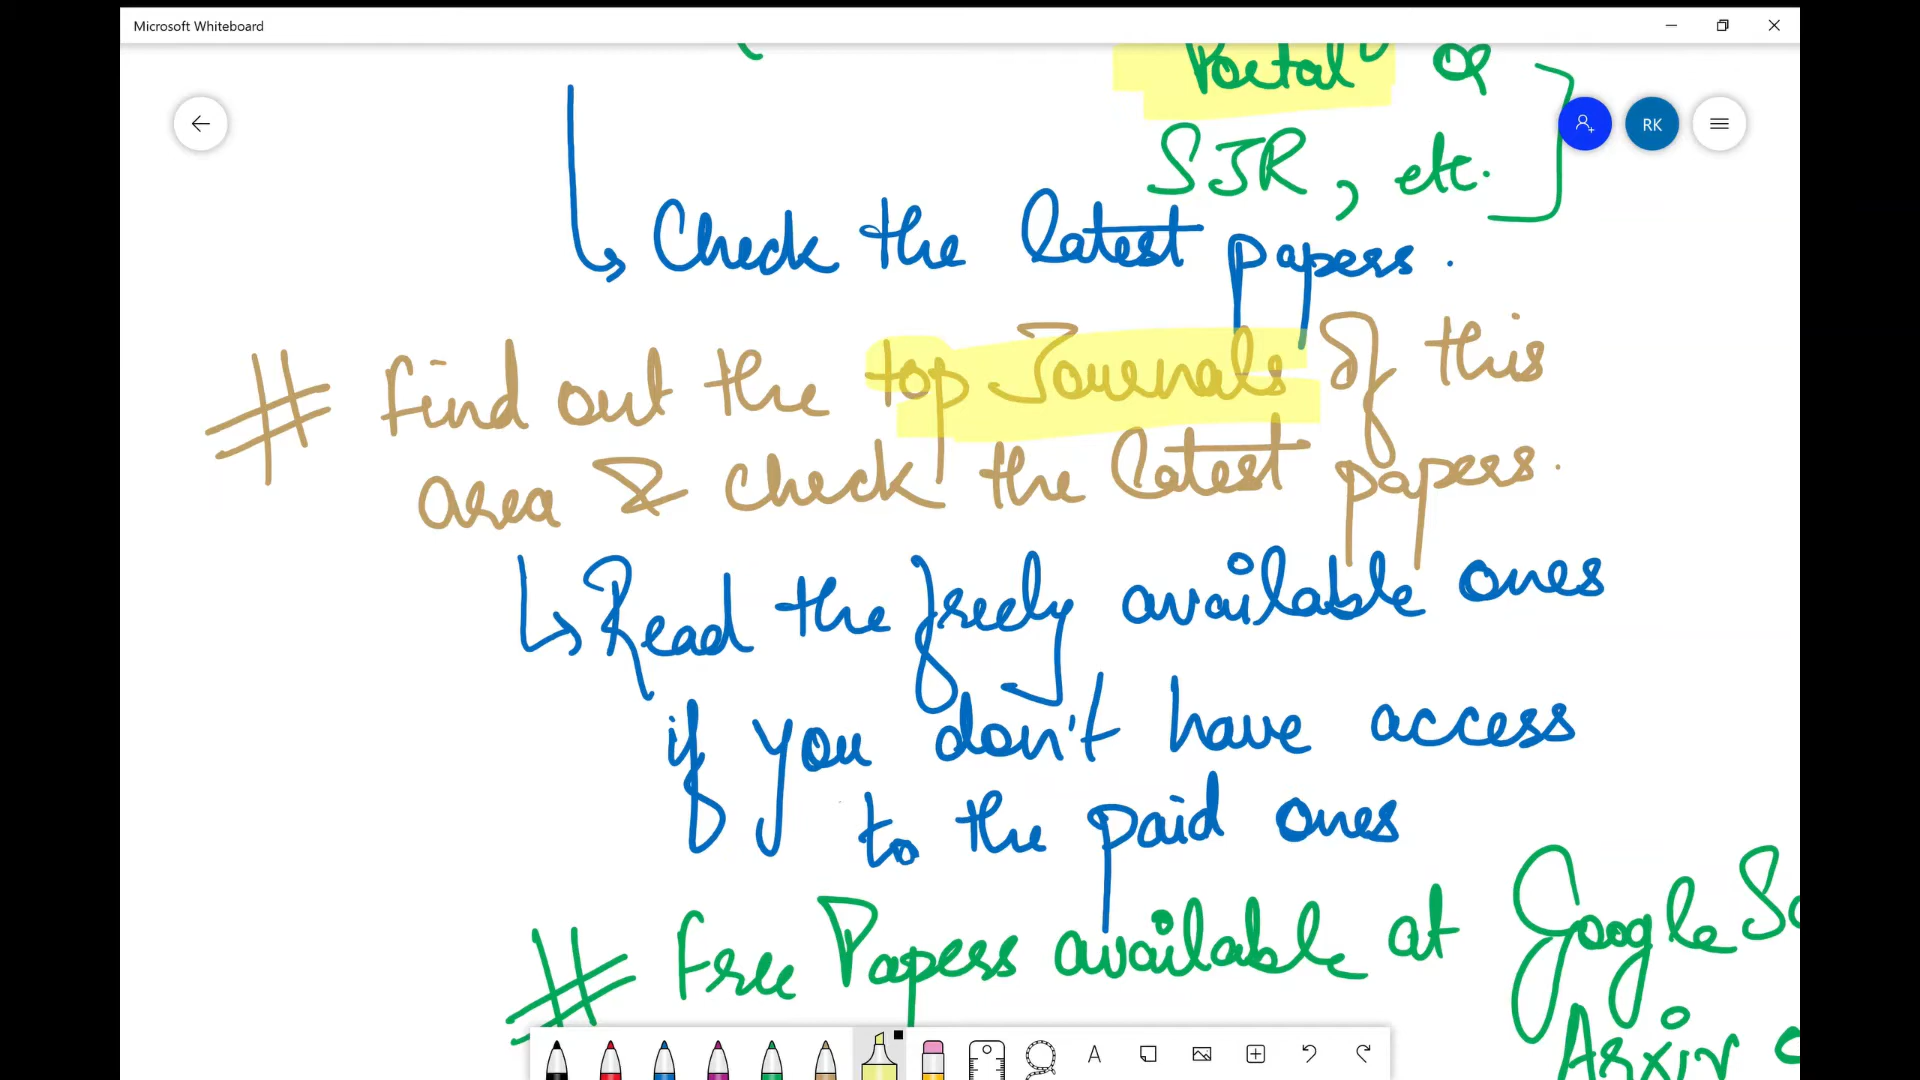 Microsoft Whiteboard
Portal or
SJR, etc.
RK
Check the latest papers.
# Find out the top Journals of this
area & check the latest papers.
Read the freely available ones
if you don't have access
to the paid ones
# Free Papers available at Google Sc
Arxiv